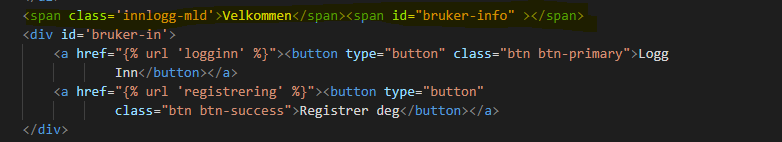 <span class='innlogg-mld'>Velkommen</span><span id="bruker-info" ></span>
<div id='bruker-in'>
<a href="{% url 'logginn' %}"><button type="button" class="btn btn-primary">Logg
Inn</button></a>
<a href="{% url 'registrering' %}"><button type="button"
class="btn btn-success">Registrer deg</button></a>
</div>